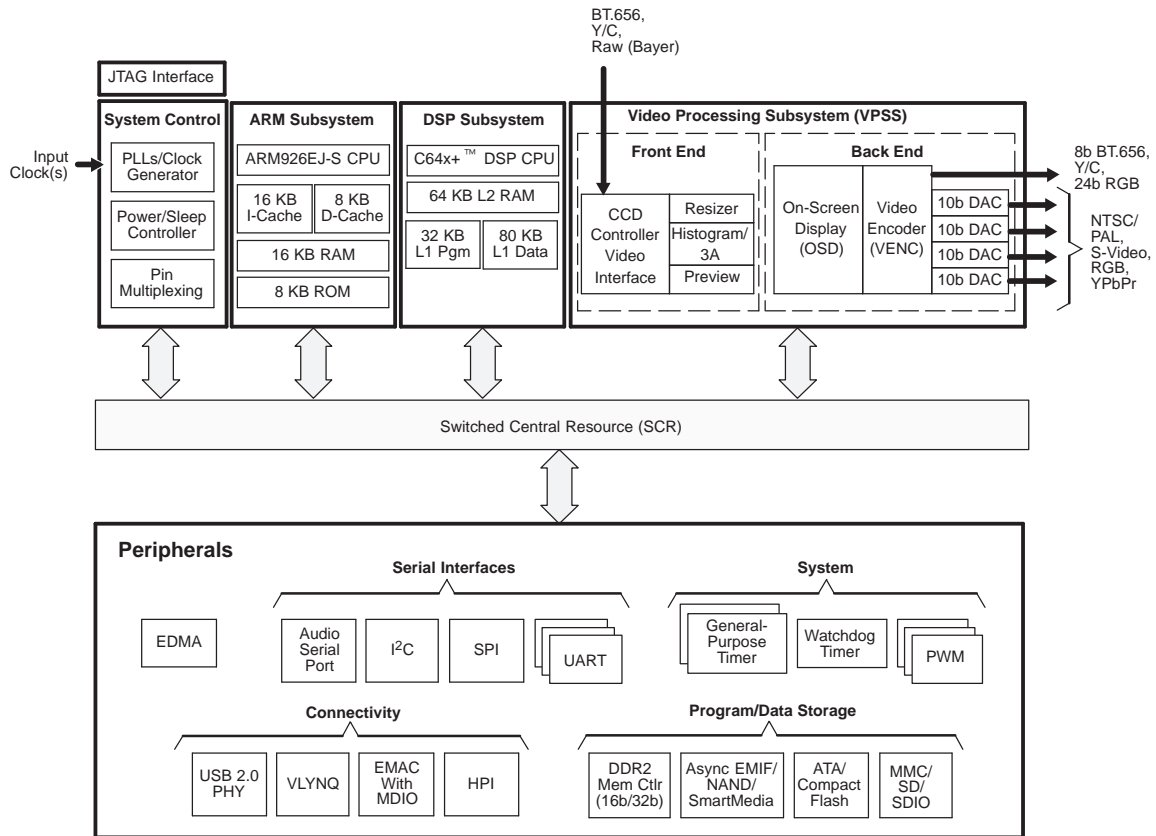 BT.656,
Y/C,
Raw (Bayer)
JTAG Interface
System Control
Input
Clock(s)
PLLs/Clock
Generator
Power/Sleep
Controller
Pin
Multiplexing
ARM Subsystem
ARM926EJ-S CPU
16 KB
I-Cache
8 KB
D-Cache
16 KB RAM
8 KB ROM
DSP Subsystem
C64x+™ DSP CPU
64 KB L2 RAM
32 KB
L1 Pgm
80 KB
L1 Data
Video Processing Subsystem (VPSS)
Front End
CCD
Controller
Video
Interface
Resizer
Histogram/
3A
Preview
Back End
On-Screen
Display
(OSD)
Video
Encoder
(VENC)
10b DAC
10b DAC
10b DAC
10b DAC
8b BT.656,
Y/C,
24b RGB
NTSC/
PAL,
S-Video,
RGB,
YPbPr
Switched Central Resource (SCR)
Peripherals
EDMA
Serial Interfaces
Audio
Serial
Port
I²C
SPI
UART
System
General-
Purpose
Timer
Watchdog
Timer
PWM
Connectivity
USB 2.0
PHY
VLYNQ
EMAC
With
MDIO
HPI
Program/Data Storage
DDR2
Mem Ctlr
(16b/32b)
Async EMIF/
NAND/
SmartMedia
ATA/
Compact
Flash
MMC/
SD/
SDIO